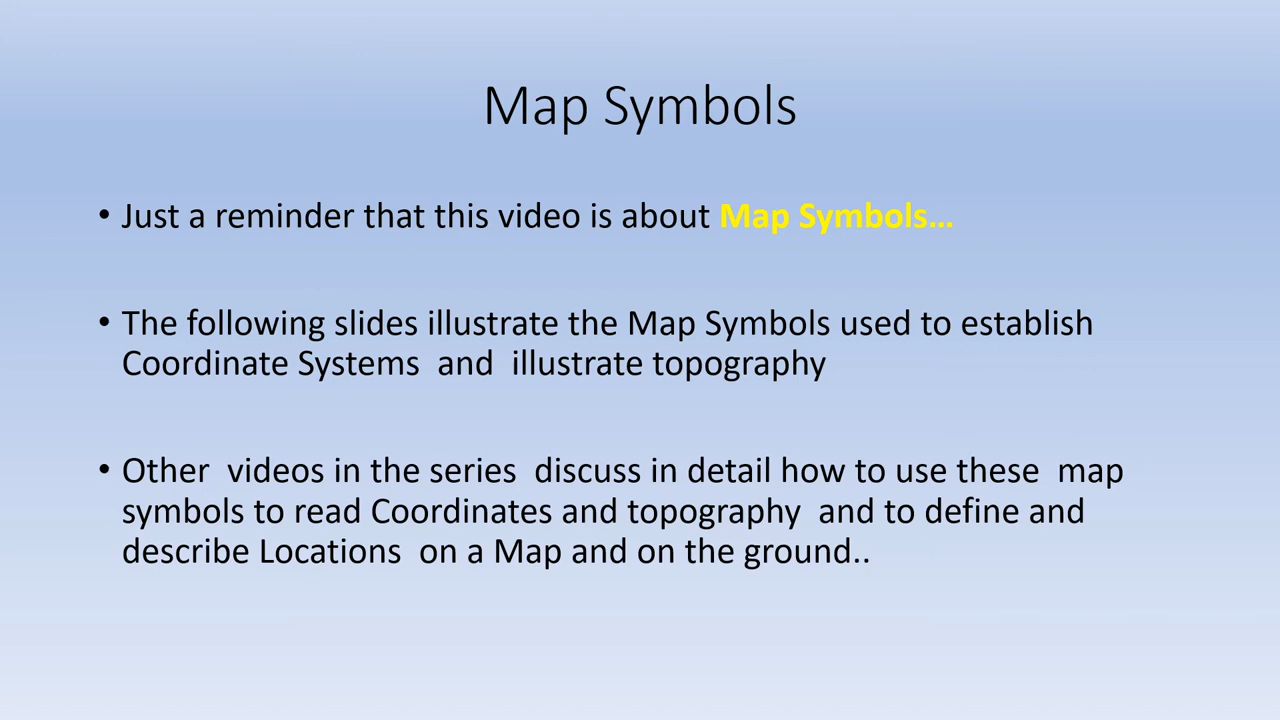 Map Symbols
• Just a reminder that this video is about Map Symbols…
• The following slides illustrate the Map Symbols used to establish
Coordinate Systems  and  illustrate topography
• Other  videos in the series  discuss in detail how to use these  map
symbols to read Coordinates and topography  and to define and
describe Locations  on a Map and on the ground..